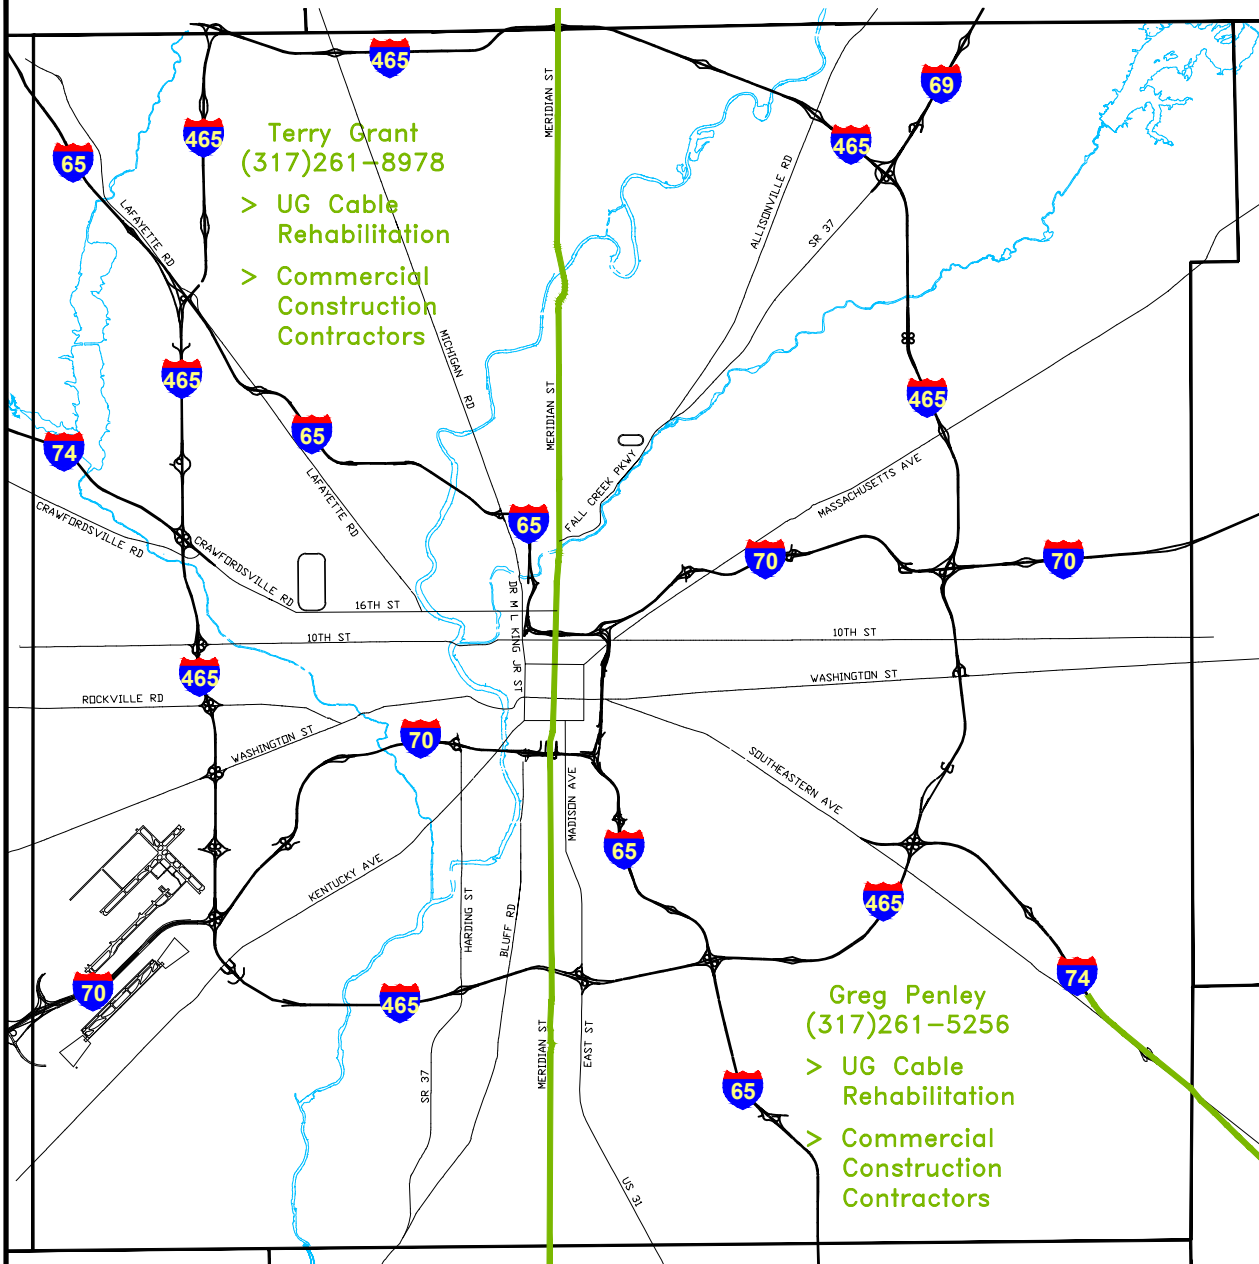 465
MERIDIAN ST
69
465
Terry Grant
(317)261-8978
465
65
> UG Cable
Rehabilitation
> Commercial
Construction
Contractors
ALLISONVILLE RD
SR 37
LAFAYETTE RD
MICHIGAN RD
465
465
MERIDIAN ST
65
74
LAFAYETTE RD
65
FALL CREEK PKWY
MASSACHUSETTS AVE
CRAWFORDSVILLE RD
CRAWFORDSVILLE RD
70
70
16TH ST
DR M L KING JR ST
10TH ST
10TH ST
465
WASHINGTON ST
ROCKVILLE RD
WASHINGTON ST
70
MADISON AVE
SOUTHEASTERN AVE
65
KENTUCKY AVE
465
HARDING ST
BLUFF RD
70
465
74
Greg Penley
(317)261-5256
> UG Cable
Rehabilitation
> Commercial
Construction
Contractors
MERIDIAN ST
EAST ST
SR 37
65
US 31